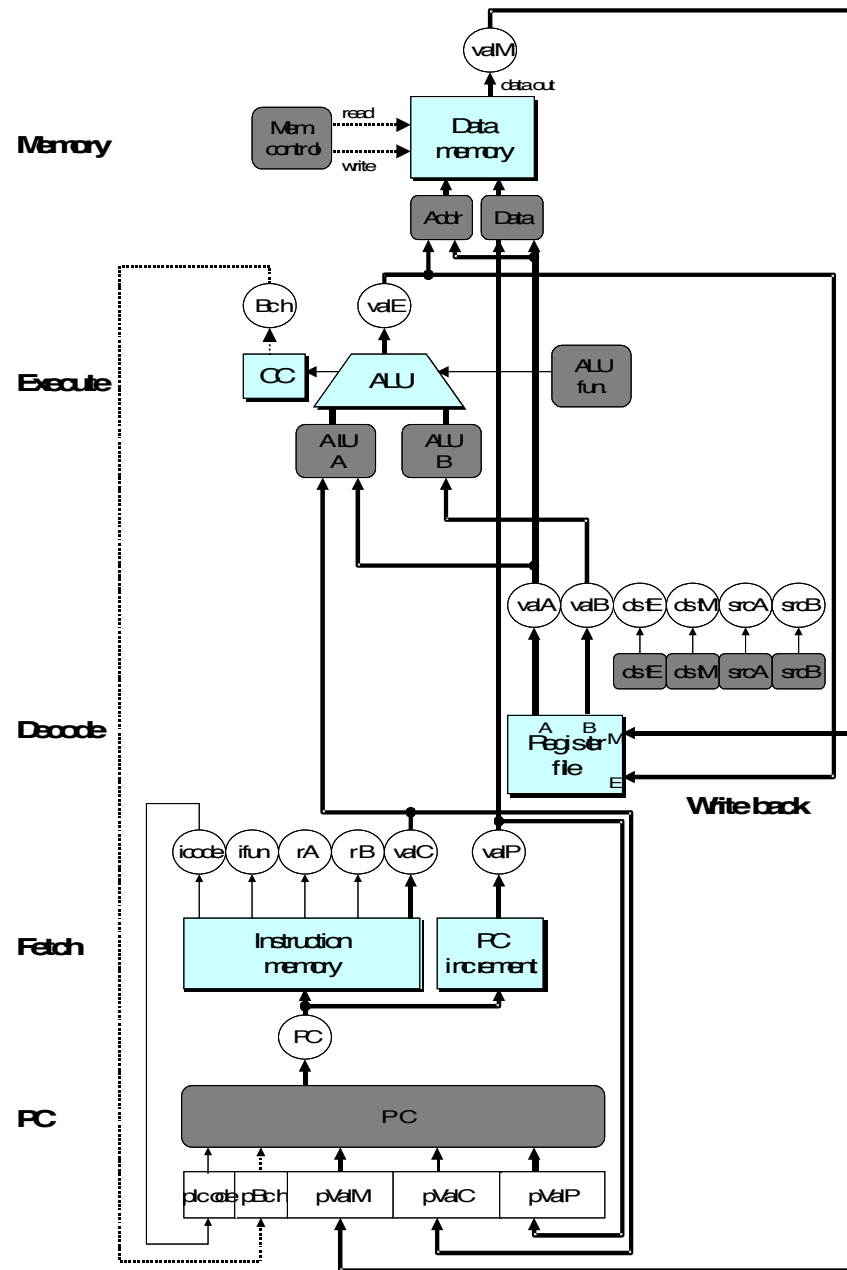 valM
data out
read
Mem.
control
Data
memory
Memory
write
Addr
Data
Bch
valE
CC
ALU
ALU
fun.
Execute
ALU
A
ALU
B
valA
valB
dstE
dstM
srcA
srcB
dstE
dstM
srcA
srcB
Decode
A
B
Register
file
M
E
Write back
icode
ifun
rA
rB
valC
valP
Fetch
Instruction
memory
PC
increment
PC
PC
PC
pIcode
pBch
pValM
pValC
pValP